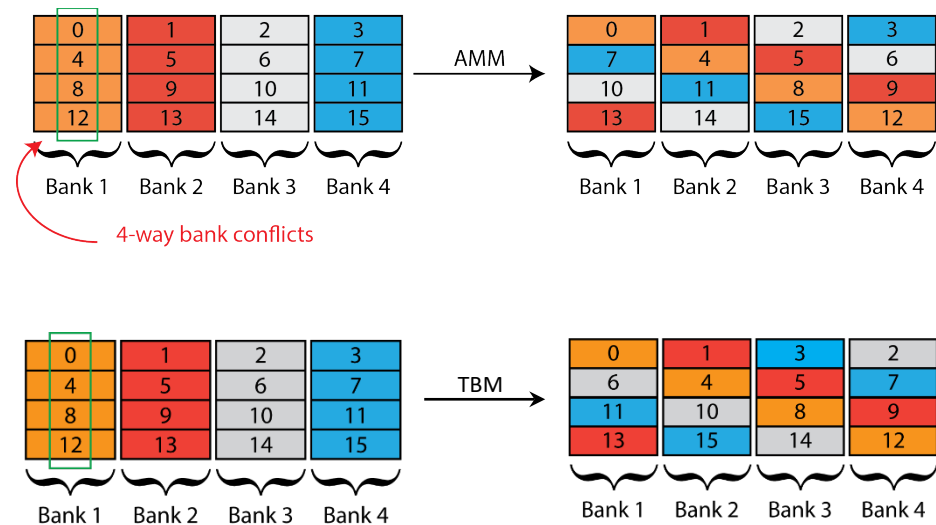 0 1 2 3 AMM 0 1 2 3
4 5 6 7 7 4 5 6
8 9 10 11 10 11 8 9
12 13 14 15 13 14 15 12
Bank 1 Bank 2 Bank 3 Bank 4 Bank 1 Bank 2 Bank 3 Bank 4
4-way bank conflicts
0 1 2 3 TBM 0 1 3 2
4 5 6 7 6 4 5 7
8 9 10 11 11 10 8 9
12 13 14 15 13 15 14 12
Bank 1 Bank 2 Bank 3 Bank 4 Bank 1 Bank 2 Bank 3 Bank 4